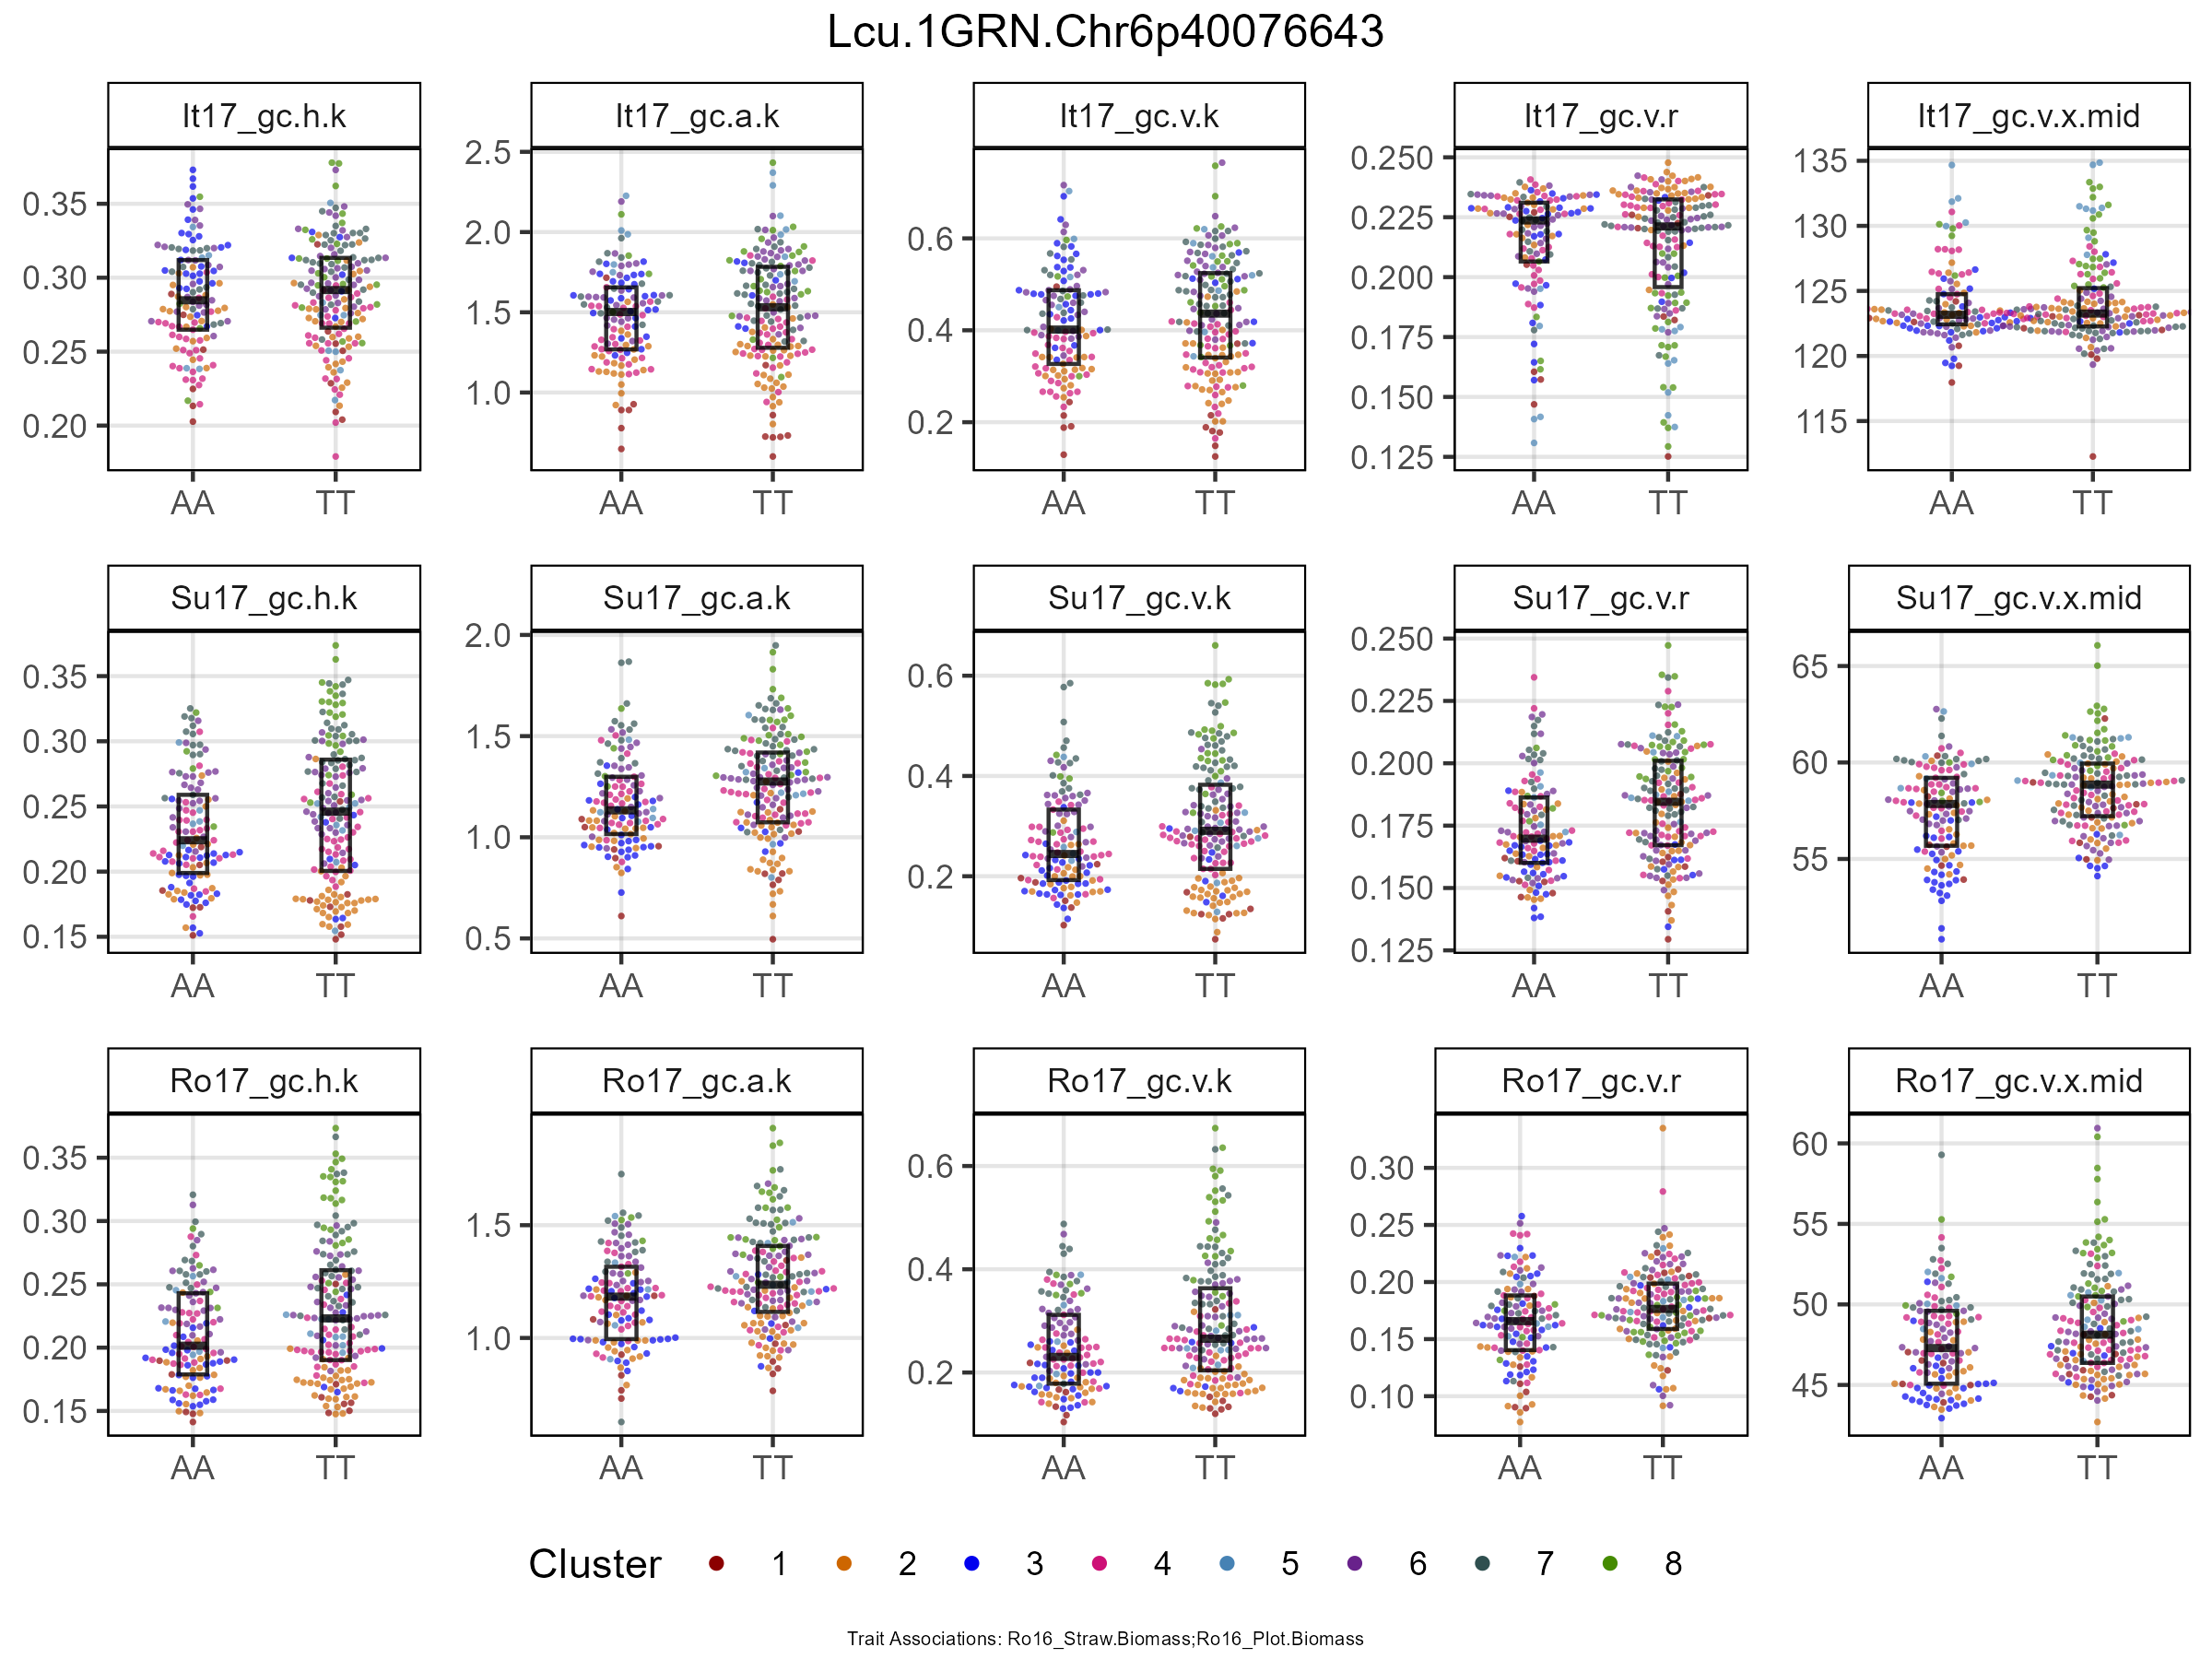 Lcu.1GRN.Chr6p40076643
It17_gc.h.k It17_gc.a.k It17_gc.v.k It17_gc.v.r It17_gc.v.x.mid
0.35 0.30 0.25 0.20 2.5 2.0 1.5 1.0 0.6 0.4 0.2 0.250 0.225 0.200 0.175 0.150 0.125 135 130 125 120 115
AA TT AA TT AA TT AA TT AA TT
Su17_gc.h.k Su17_gc.a.k Su17_gc.v.k Su17_gc.v.r Su17_gc.v.x.mid
0.35 0.30 0.25 0.20 0.15 2.0 1.5 1.0 0.5 0.6 0.4 0.2 0.250 0.225 0.200 0.175 0.150 0.125 65 60 55
AA TT AA TT AA TT AA TT AA TT
Ro17_gc.h.k Ro17_gc.a.k Ro17_gc.v.k Ro17_gc.v.r Ro17_gc.v.x.mid
0.35 0.30 0.25 0.20 0.15 1.5 1.0 0.6 0.4 0.2 0.30 0.25 0.20 0.15 0.10 60 55 50 45
AA TT AA TT AA TT AA TT AA TT
Cluster 1 2 3 4 5 6 7 8
Trait Associations: Ro16_Straw.Biomass;Ro16_Plot.Biomass